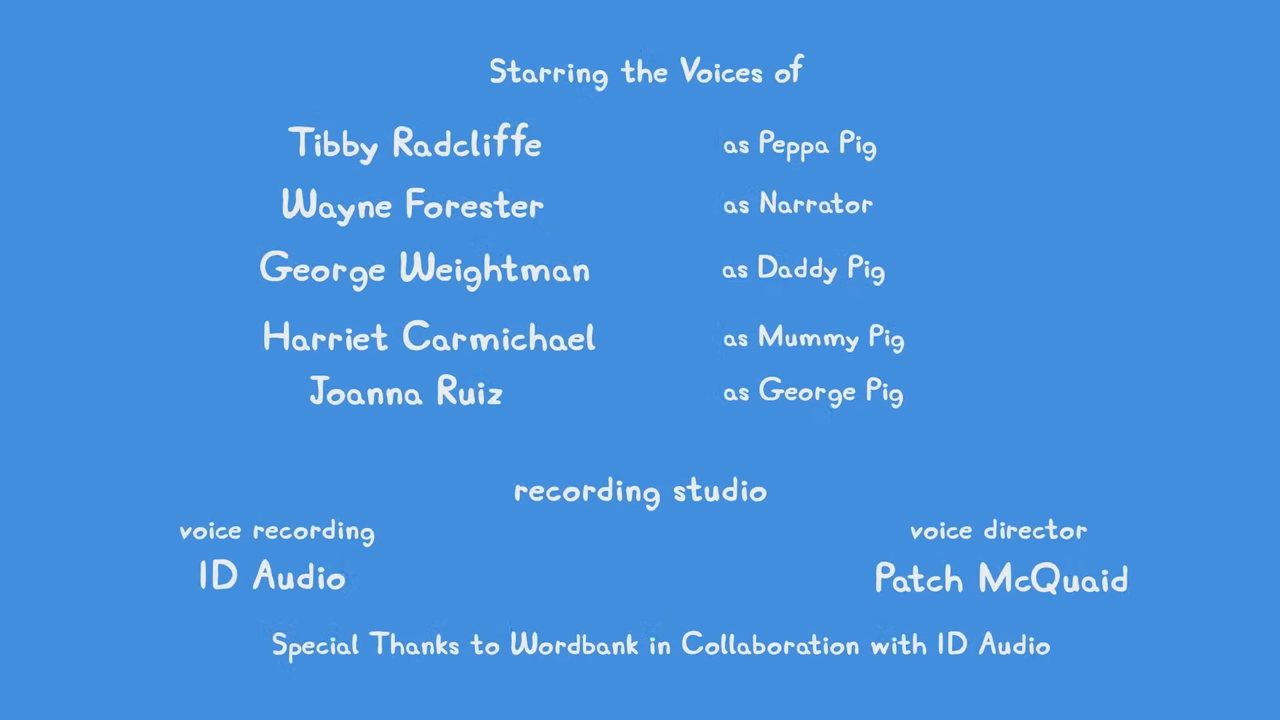 Starring the Voices of
Tibby Radcliffe as Peppa Pig
Wayne Forester as Narrator
George Weightman as Daddy Pig
Harriet Carmichael as Mummy Pig
Joanna Ruiz as George Pig
recording studio
voice recording voice director
ID Audio Patch McQuaid
Special Thanks to Wordbank in Collaboration with ID Audio